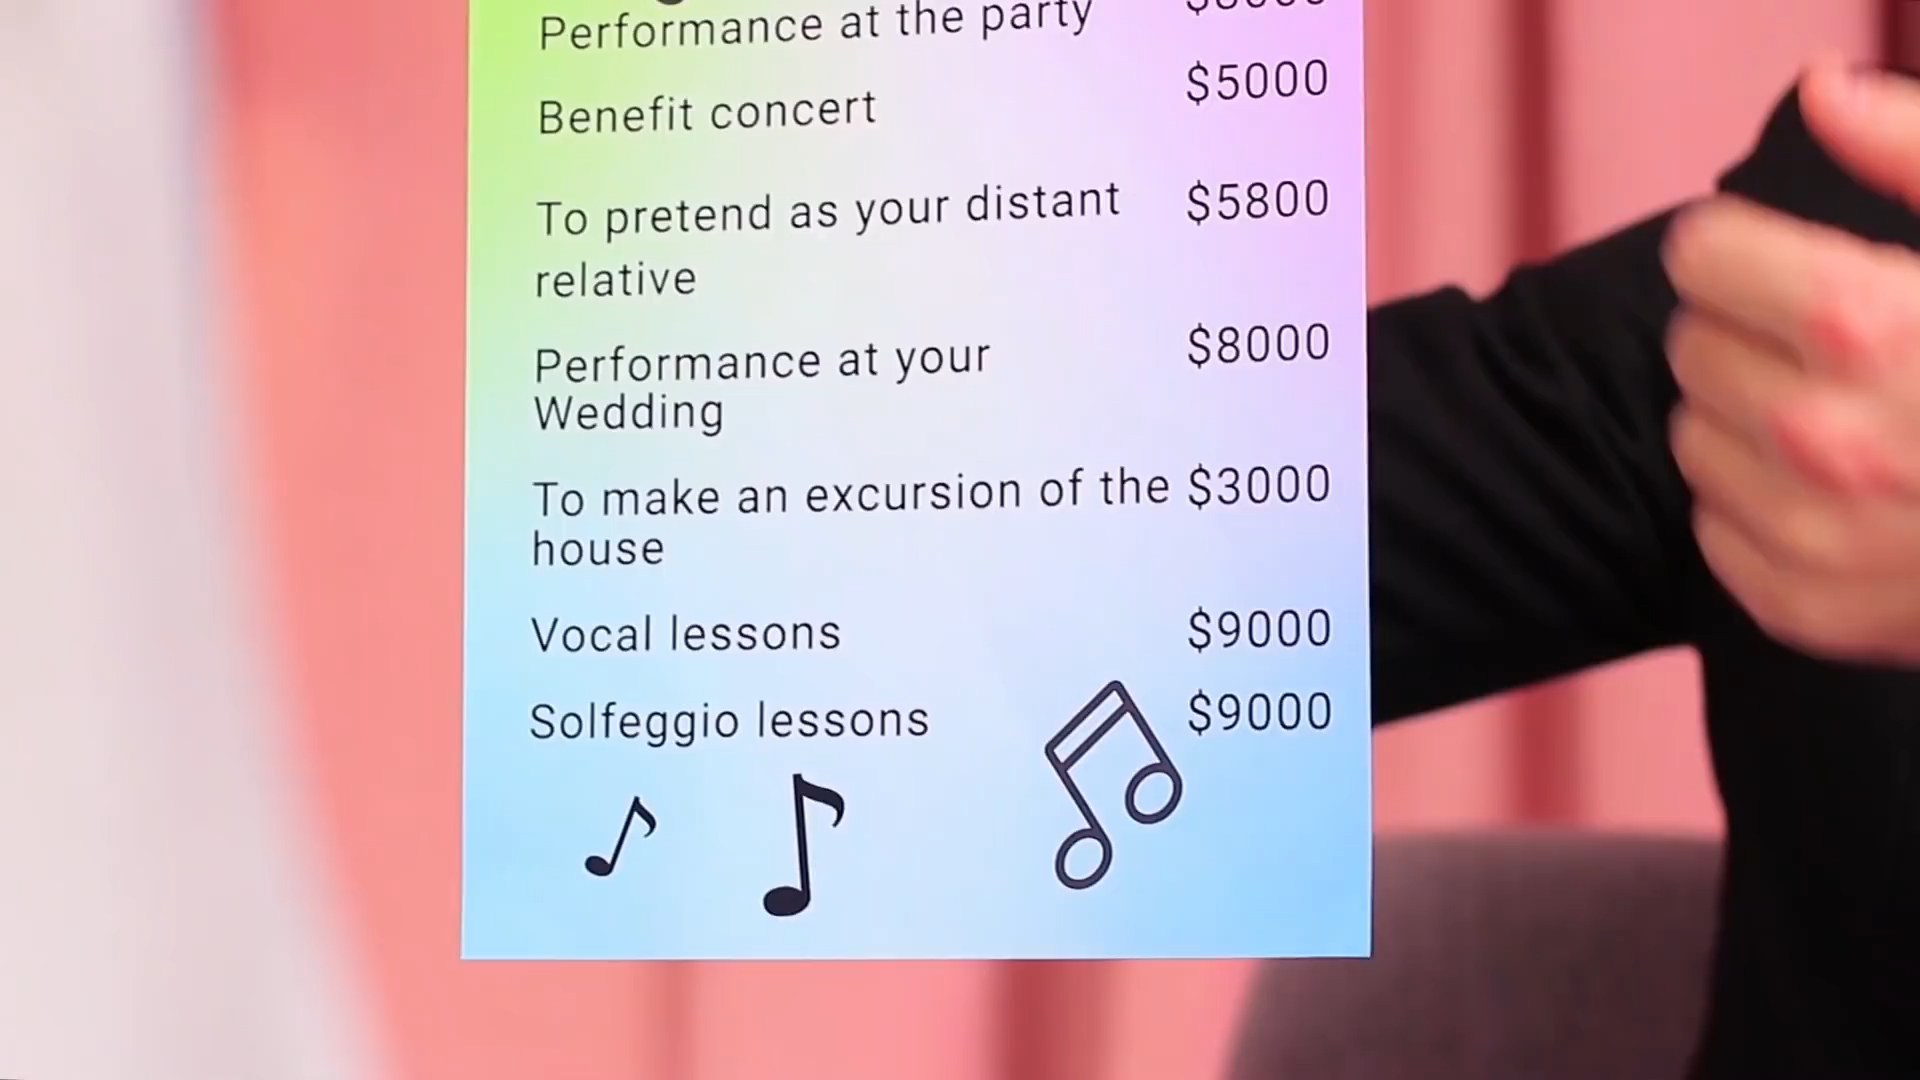 Performance at the party
Benefit concert $5000
To pretend as your distant $5800
relative
Performance at your $8000
Wedding
To make an excursion of the $3000
house
Vocal lessons $9000
Solfeggio lessons $9000